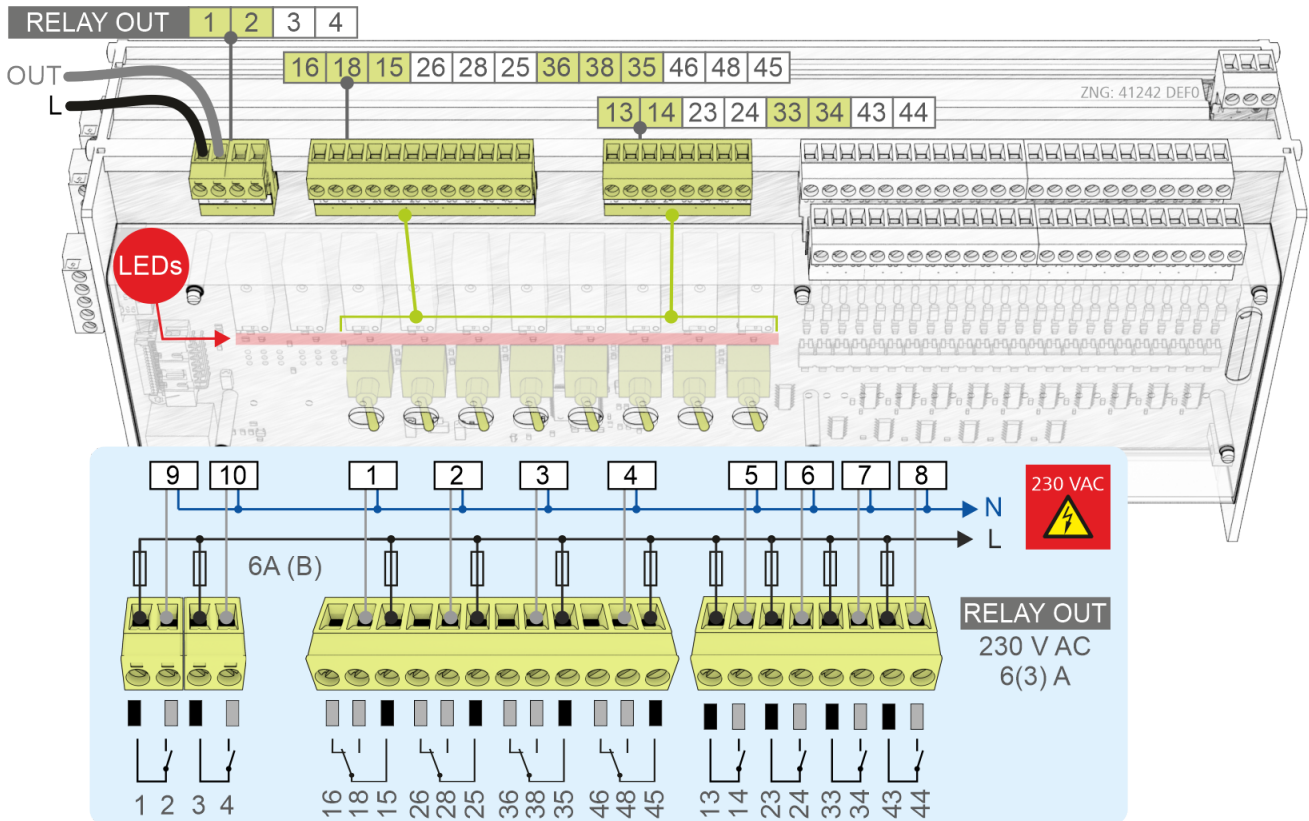 RELAY OUT 1 2 3 4
16 18 15 26 28 25 36 38 35 46 48 45
OUT
L
ZNG: 41242 DEF0
13 14 23 24 33 34 43 44
LEDs
9 10 1 2 3 4 5 6 7 8
230 VAC
N
L
6A (B)
RELAY OUT
230 V AC
6(3) A
1 2 3 4 16 18 15 26 28 25 36 38 35 46 48 45 13 14 23 24 33 34 43 44